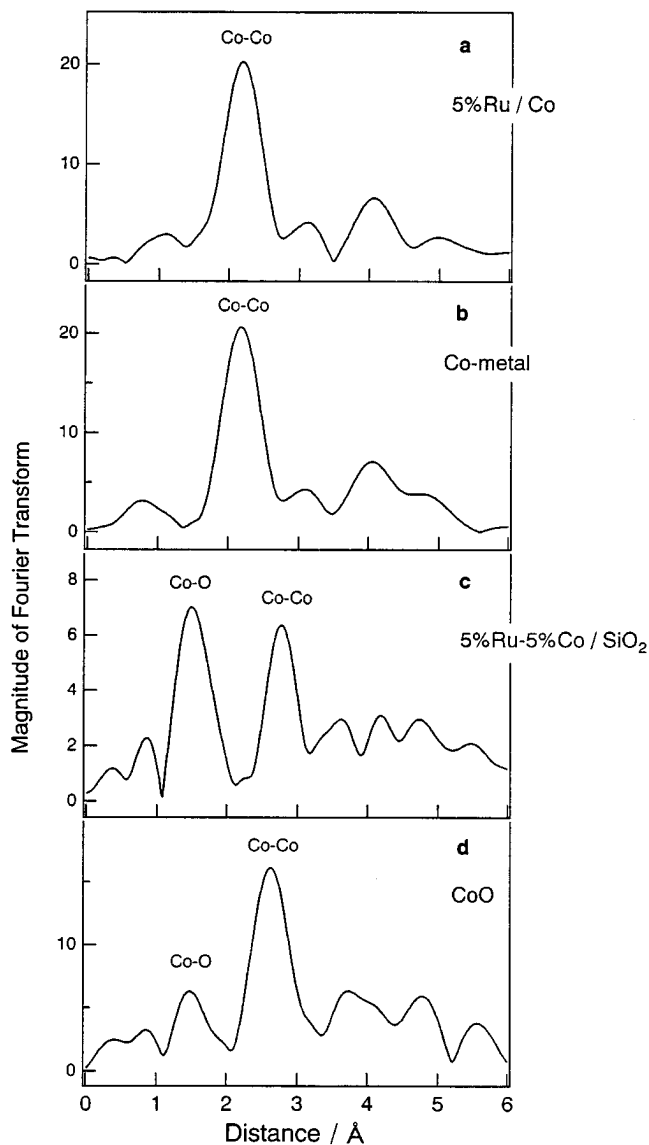 Magnitude of Fourier Transform
Co-Co
a
5%Ru / Co
20
10
0
Co-Co
b
Co-metal
20
10
0
Co-O
Co-Co
c
5%Ru-5%Co / SiO₂
8
6
4
2
0
Co-Co
d
CoO
Co-O
10
0
0 1 2 3 4 5 6
Distance / Å